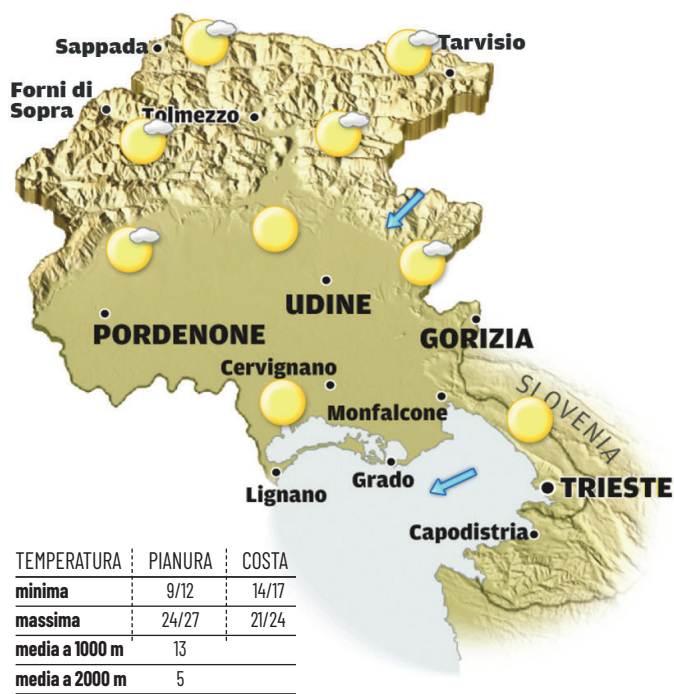 Sappada
Tarvisio
Forni di
Sopra
Tolmezzo
UDINE
PORDENONE
GORIZIA
Cervignano
Monfalcone
SLOVENIA
Grado
Lignano
TRIESTE
Capodistria
TEMPERATURA PIANURA COSTA
minima 9/12 14/17
massima 24/27 21/24
media a 1000 m 13
media a 2000 m 5